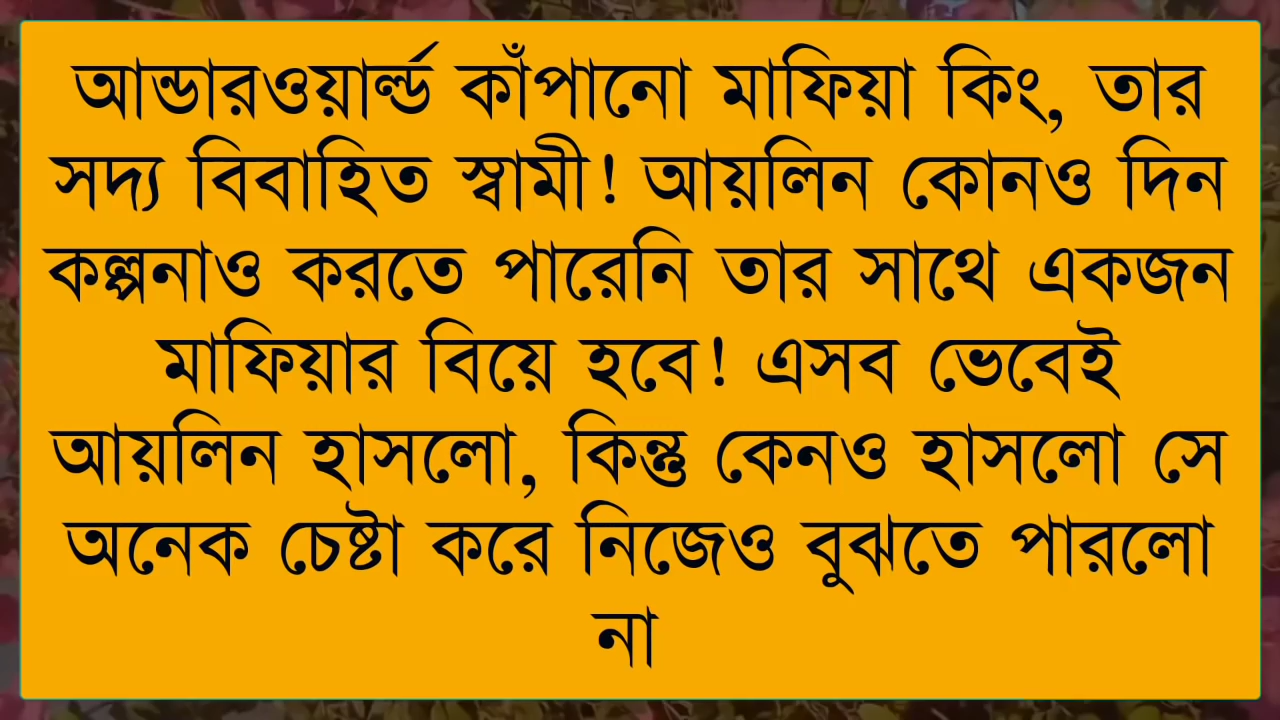 আন্ডারওয়ার্ল্ড কাঁপানো মাফিয়া কিং, তার
সদ্য বিবাহিত স্বামী! আয়লিন কোনও দিন
কল্পনাও করতে পারেনি তার সাথে একজন
মাফিয়ার বিয়ে হবে! এসব ভেবেই
আয়লিন হাসলো, কিন্তু কেনও হাসলো সে
অনেক চেষ্টা করে নিজেও বুঝতে পারলো
না